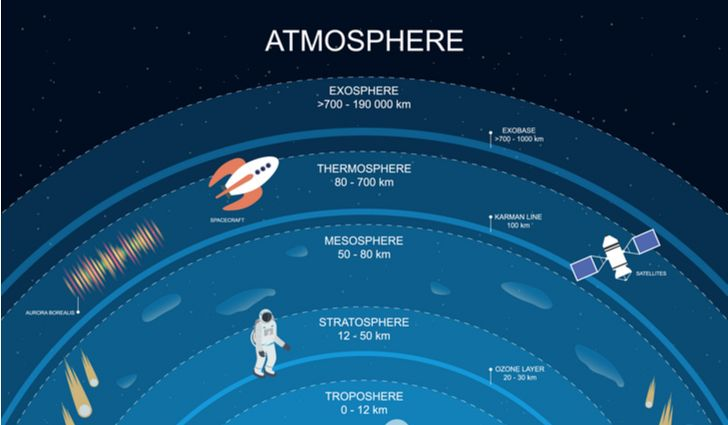 ATMOSPHERE
EXOSPHERE
>700 - 190 000 km
EXOBASE
>700 - 1000 km
THERMOSPHERE
80 - 700 km
SPACECRAFT
KARMAN LINE
100 km
MESOSPHERE
50 - 80 km
SATELLITES
AURORA BOREALIS
STRATOSPHERE
12 - 50 km
OZONE LAYER
20 - 30 km
TROPOSHERE
0 - 12 km